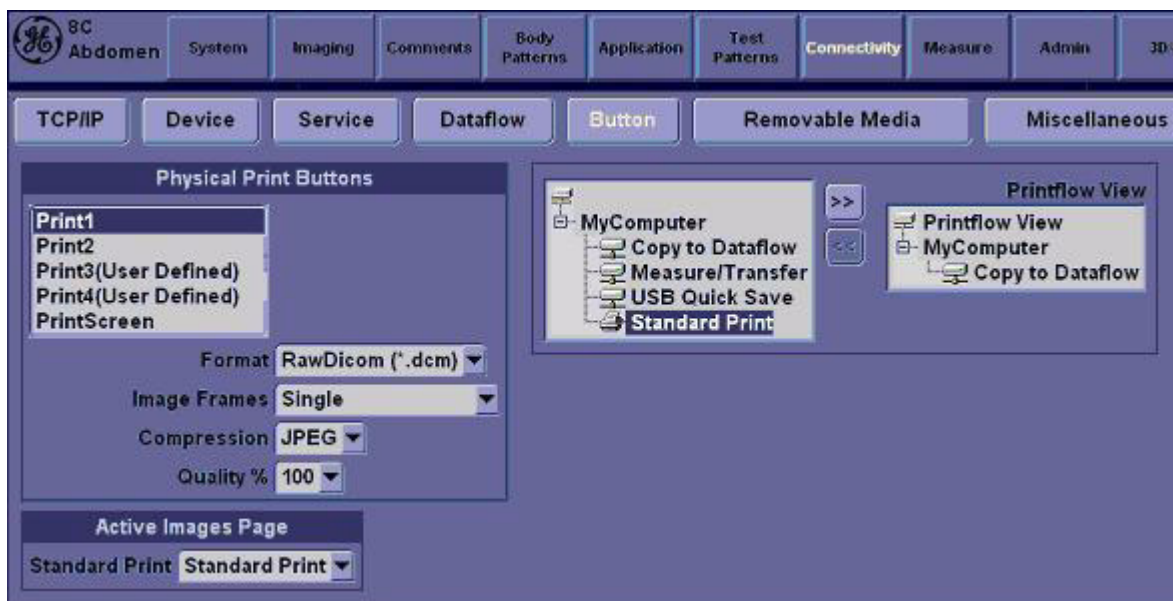 8C
Abdomen
System
Imaging
Comments
Body
Patterns
Application
Test
Patterns
Connectivity
Measure
Admin
3D
TCP/IP
Device
Service
Dataflow
Button
Removable Media
Miscellaneous
Physical Print Buttons
Print1
Print2
Print3(User Defined)
Print4(User Defined)
PrintScreen
Format RawDicom (*.dcm)
Image Frames Single
Compression JPEG
Quality % 100
Active Images Page
Standard Print Standard Print
MyComputer
Copy to Dataflow
Measure/Transfer
USB Quick Save
Standard Print
>>
<<
Printflow View
Printflow View
MyComputer
Copy to Dataflow